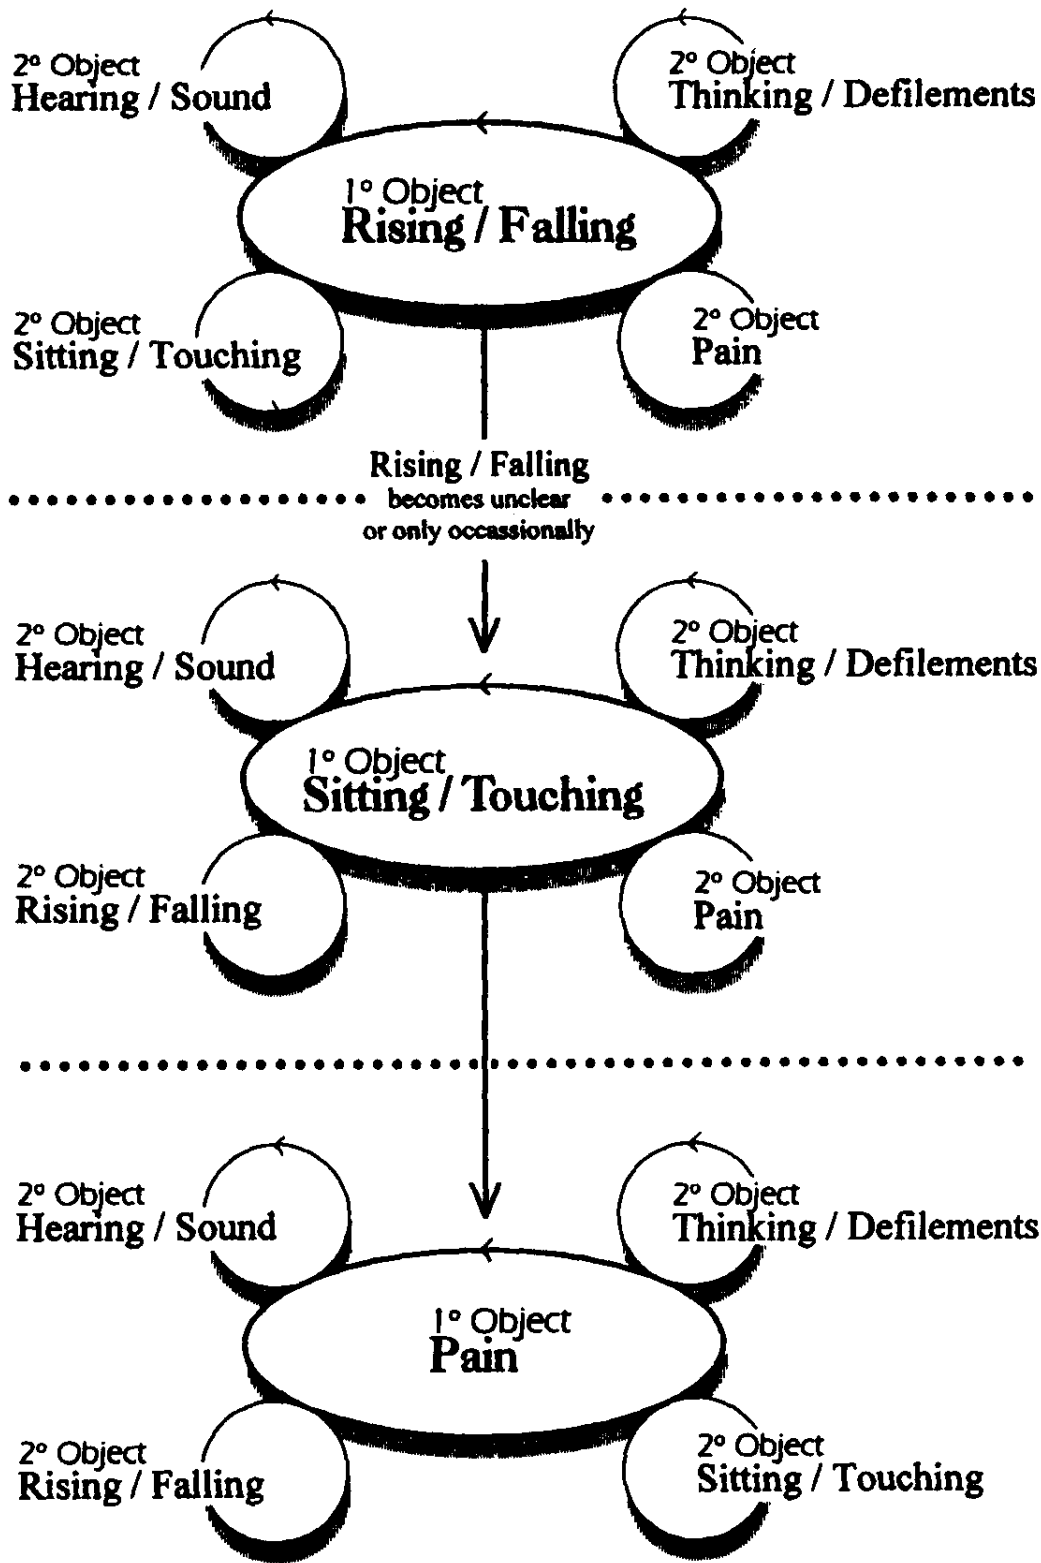 2° Object
Hearing / Sound
2° Object
Thinking / Defilements
1° Object
Rising / Falling
2° Object
Sitting / Touching
2° Object
Pain
Rising / Falling
becomes unclear
or only occassionally
2° Object
Hearing / Sound
2° Object
Thinking / Defilements
1° Object
Sitting / Touching
2° Object
Rising / Falling
2° Object
Pain
2° Object
Hearing / Sound
2° Object
Thinking / Defilements
1° Object
Pain
2° Object
Rising / Falling
2° Object
Sitting / Touching